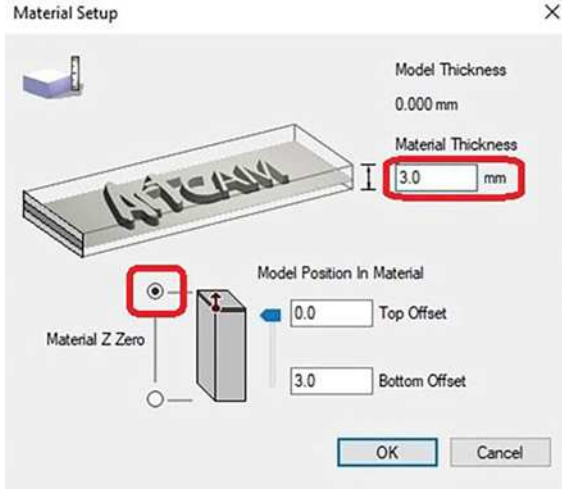 Material Setup
Model Thickness
0.000 mm
Material Thickness
3.0 mm
ArTCAM
Model Position In Material
0.0 Top Offset
Material Z Zero
3.0 Bottom Offset
OK Cancel